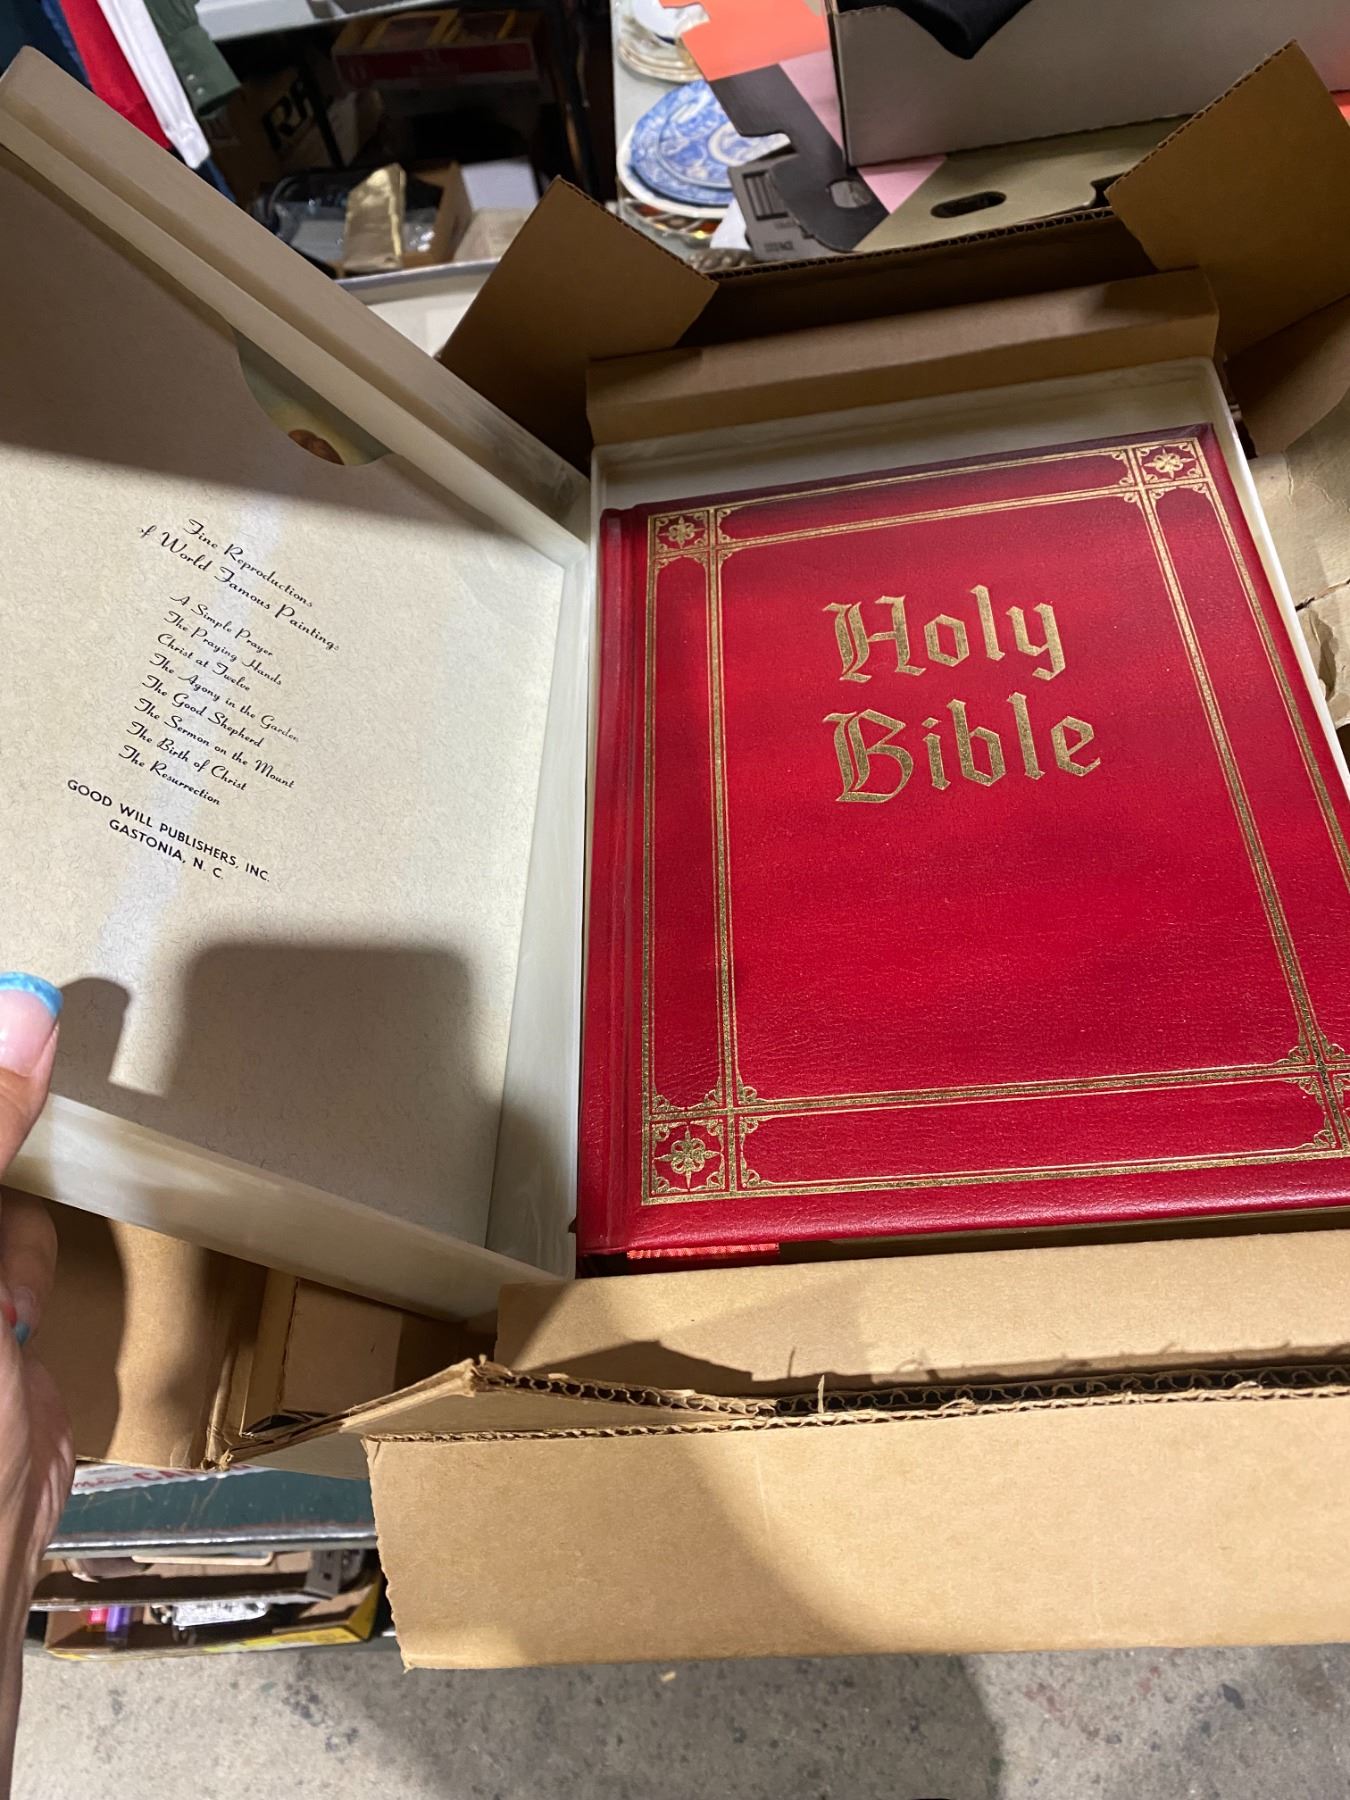 Fine Reproductions
of World Famous Paintings
A Simple Prayer
The Praying Hands
Christ at Twelve
The Agony in the Garden
The Good Shepherd
The Sermon on the Mount
The Birth of Christ
The Resurrection
GOOD WILL PUBLISHERS, INC.
GASTONIA, N. C.
Holy
Bible